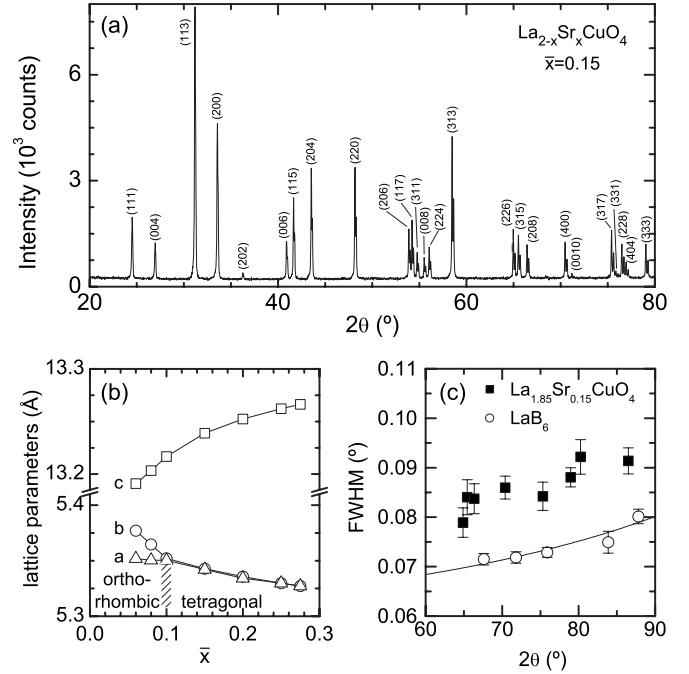 (a)
La2-xSrxCuO4
x̄=0.15
Intensity (10³ counts)
0
3
6
(111)
(004)
(113)
(200)
(202)
(006)
(115)
(204)
(220)
(206)
(117)
(311)
(008)
(224)
(313)
(226)
(315)
(208)
(400)
(0010)
(317)
(331)
(228)
(404)
(333)
20
40
60
80
2θ (º)
(b)
lattice parameters (Å)
13.3
13.2
5.4
5.3
c
b
a
ortho-
rhombic
tetragonal
0.0
0.1
0.2
0.3
x̄
(c)
La1.85Sr0.15CuO4
LaB6
FWHM (º)
0.11
0.10
0.09
0.08
0.07
0.06
60
70
80
90
2θ (º)